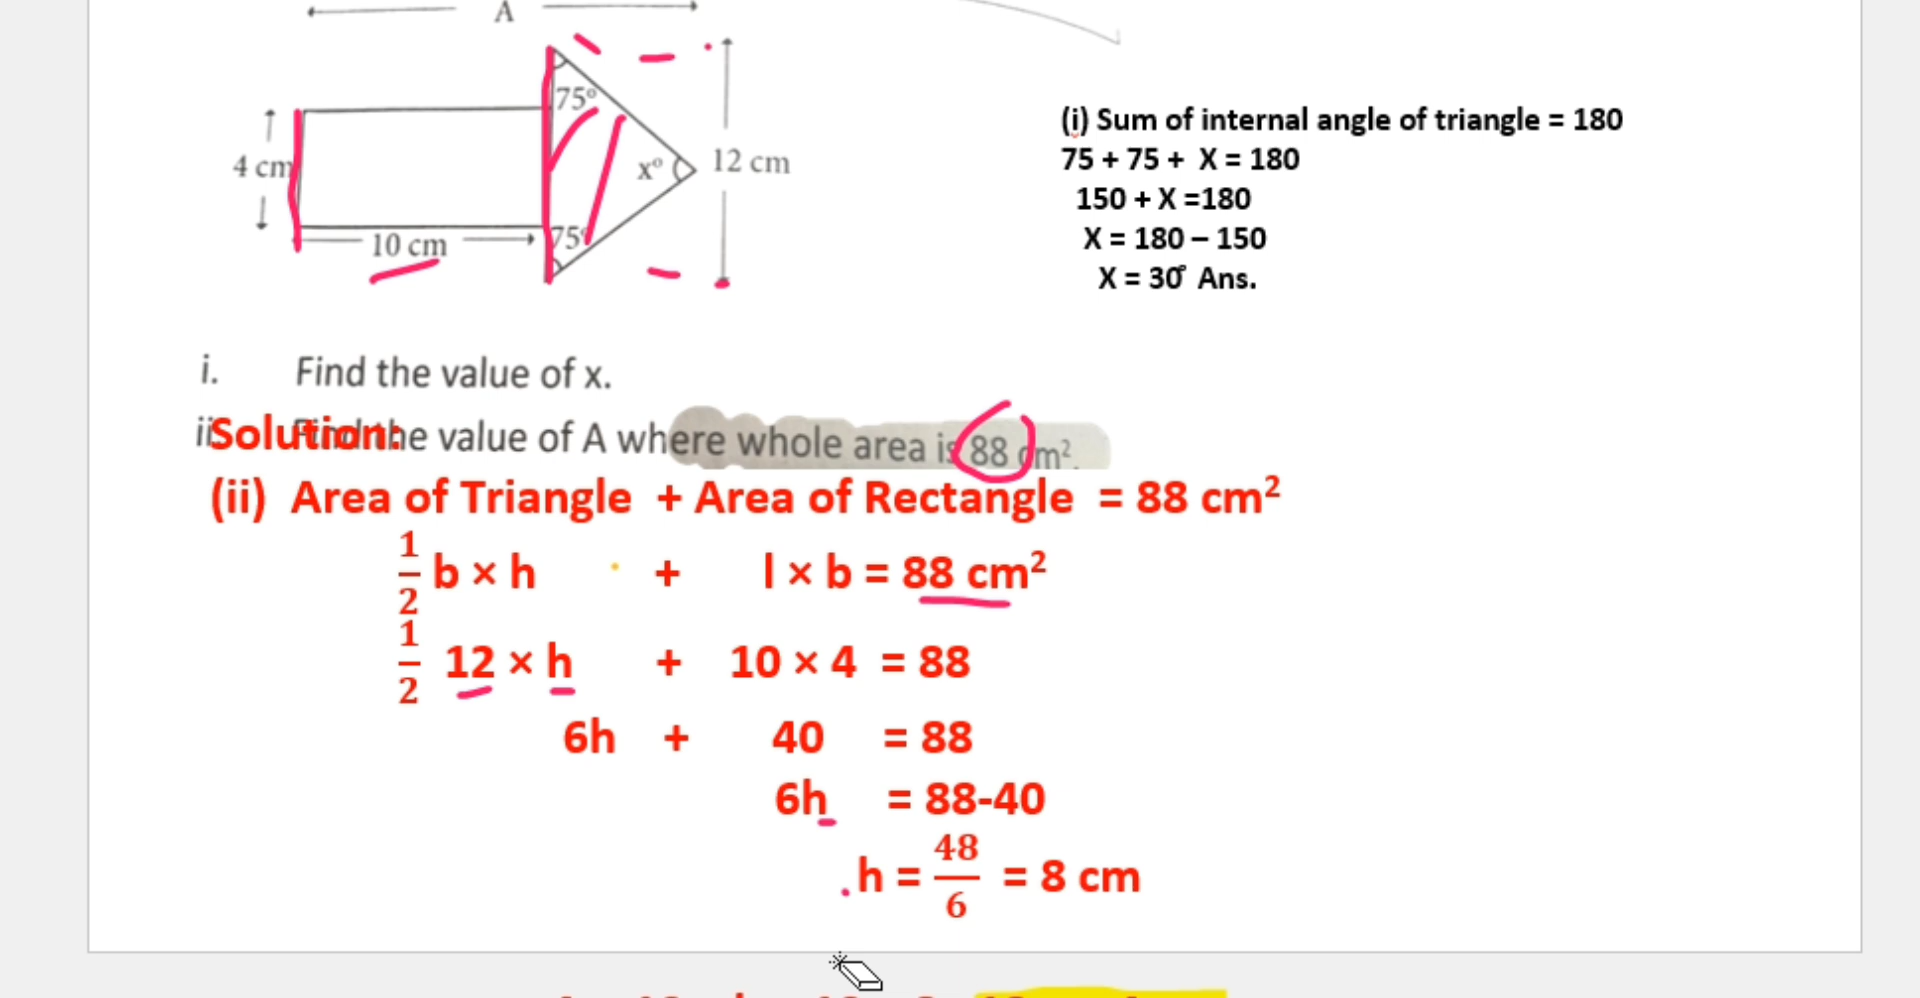 A
75°
4 cm
x°
12 cm
10 cm
75°
(i) Sum of internal angle of triangle = 180
75 + 75 + X = 180
150 + X =180
X = 180 – 150
X = 30° Ans.
i. Find the value of x.
ii. the value of A where whole area is 88 cm².
Solution:
(ii) Area of Triangle + Area of Rectangle = 88 cm²
1/2 b × h + l × b = 88 cm²
1/2 12 × h + 10 × 4 = 88
6h + 40 = 88
6h = 88-40
h = 48/6 = 8 cm